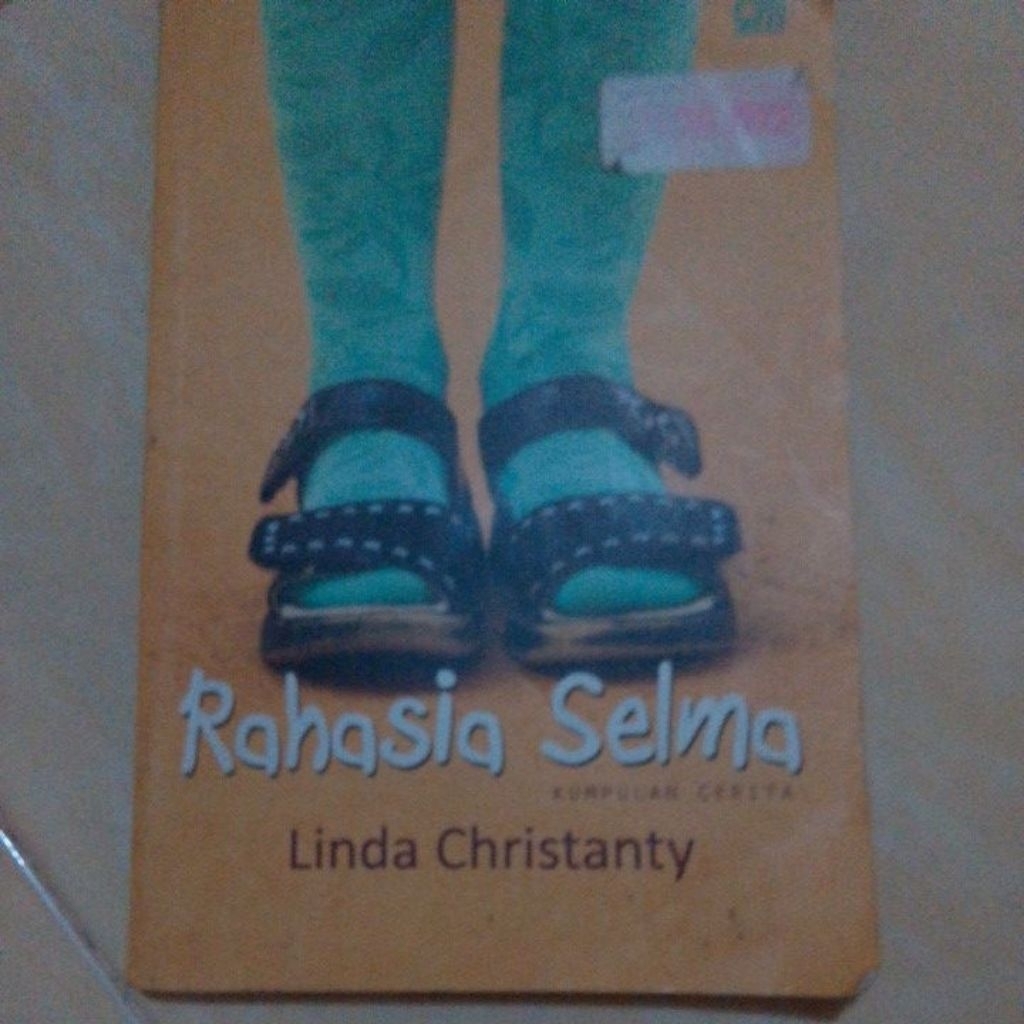 Rahasia Selma
KUMPULAN CERITA
Linda Christanty